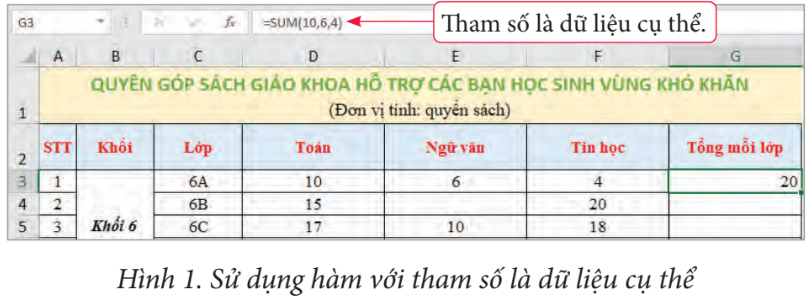 G3 fx =SUM(10,6,4) Tham số là dữ liệu cụ thể.
A B C D E F G
1 QUYÊN GÓP SÁCH GIÁO KHOA HỖ TRỢ CÁC BẠN HỌC SINH VÙNG KHÓ KHĂN
(Đơn vị tính: quyển sách)
2 STT Khối Lớp Toán Ngữ văn Tin học Tổng mỗi lớp
3 1 6A 10 6 4 20
4 2 6B 15 20
5 3 Khối 6 6C 17 10 18
Hình 1. Sử dụng hàm với tham số là dữ liệu cụ thể